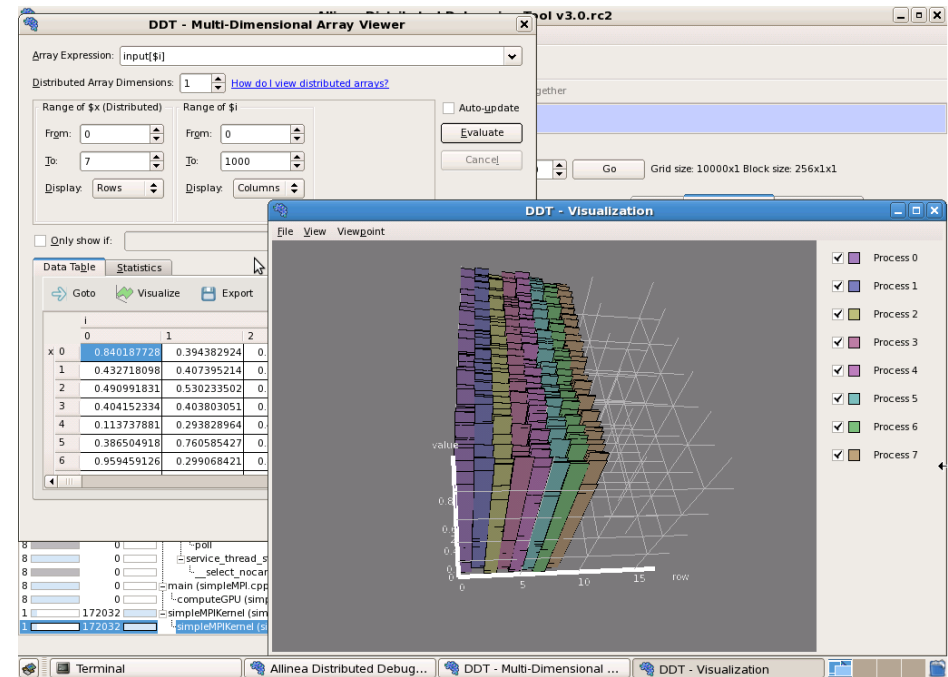 DDT - Multi-Dimensional Array Viewer
Tool v3.0.rc2
Array Expression: input[$i]
Distributed Array Dimensions: 1 How do I view distributed arrays?
Range of $x (Distributed) Range of $i
Auto-update
From: 0 From: 0
Evaluate
To: 7 To: 1000
Cancel
Display: Rows Display: Columns
Go Grid size: 10000x1 Block size: 256x1x1
DDT - Visualization
File View Viewpoint
Only show if:
Data Table Statistics
Goto Visualize Export
i
0 1 2
x 0 0.840187728 0.394382924 0.
1 0.432718098 0.407395214 0.
2 0.490991831 0.530233502 0.
3 0.404152334 0.403803051 0.
4 0.113737881 0.293828964
5 0.386504918 0.760585427 0.
6 0.959459126 0.299068421 0.
Process 0
Process 1
Process 2
Process 3
Process 4
Process 5
Process 6
Process 7
value
0.8
0 5 10 15 row
8 0 poll
8 0 service_thread_s
8 0 __select_nocan
8 0 main (simpleMPI.cpp
8 0 computeGPU (simp
1 172032 simpleMPIKernel (sim
1 172032 simpleMPIKernel (si
Terminal Allinea Distributed Debug... DDT - Multi-Dimensional ... DDT - Visualization